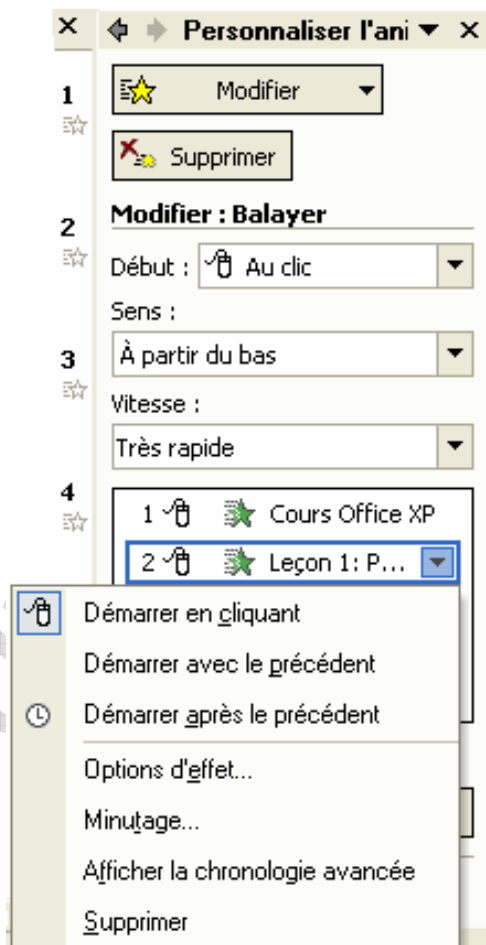 Personnaliser l'ani
1
Modifier
Supprimer
2
Modifier : Balayer
Début : Au clic
Sens :
3
À partir du bas
Vitesse :
Très rapide
4
1 Cours Office XP
2 Leçon 1: P...
Démarrer en cliquant
Démarrer avec le précédent
Démarrer après le précédent
Options d'effet...
Minutage...
Afficher la chronologie avancée
Supprimer